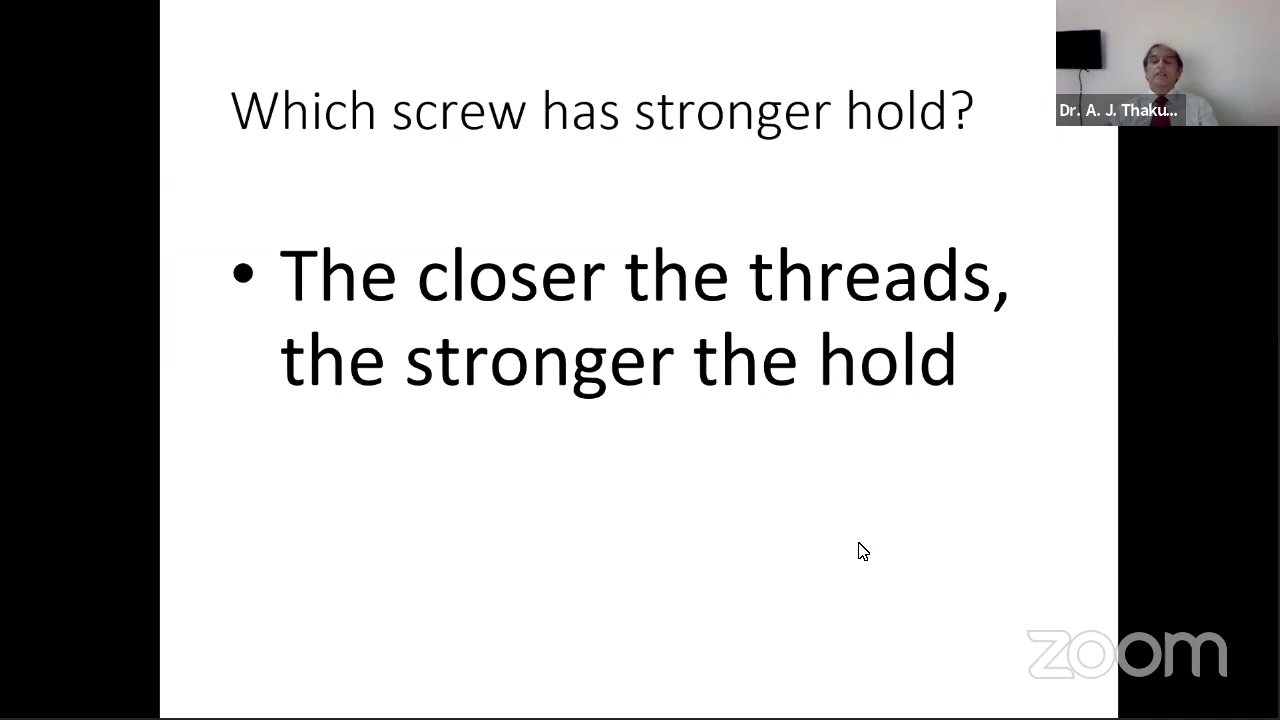 Which screw has stronger hold?
Dr. A. J. Thaku...
• The closer the threads,
the stronger the hold
zoom